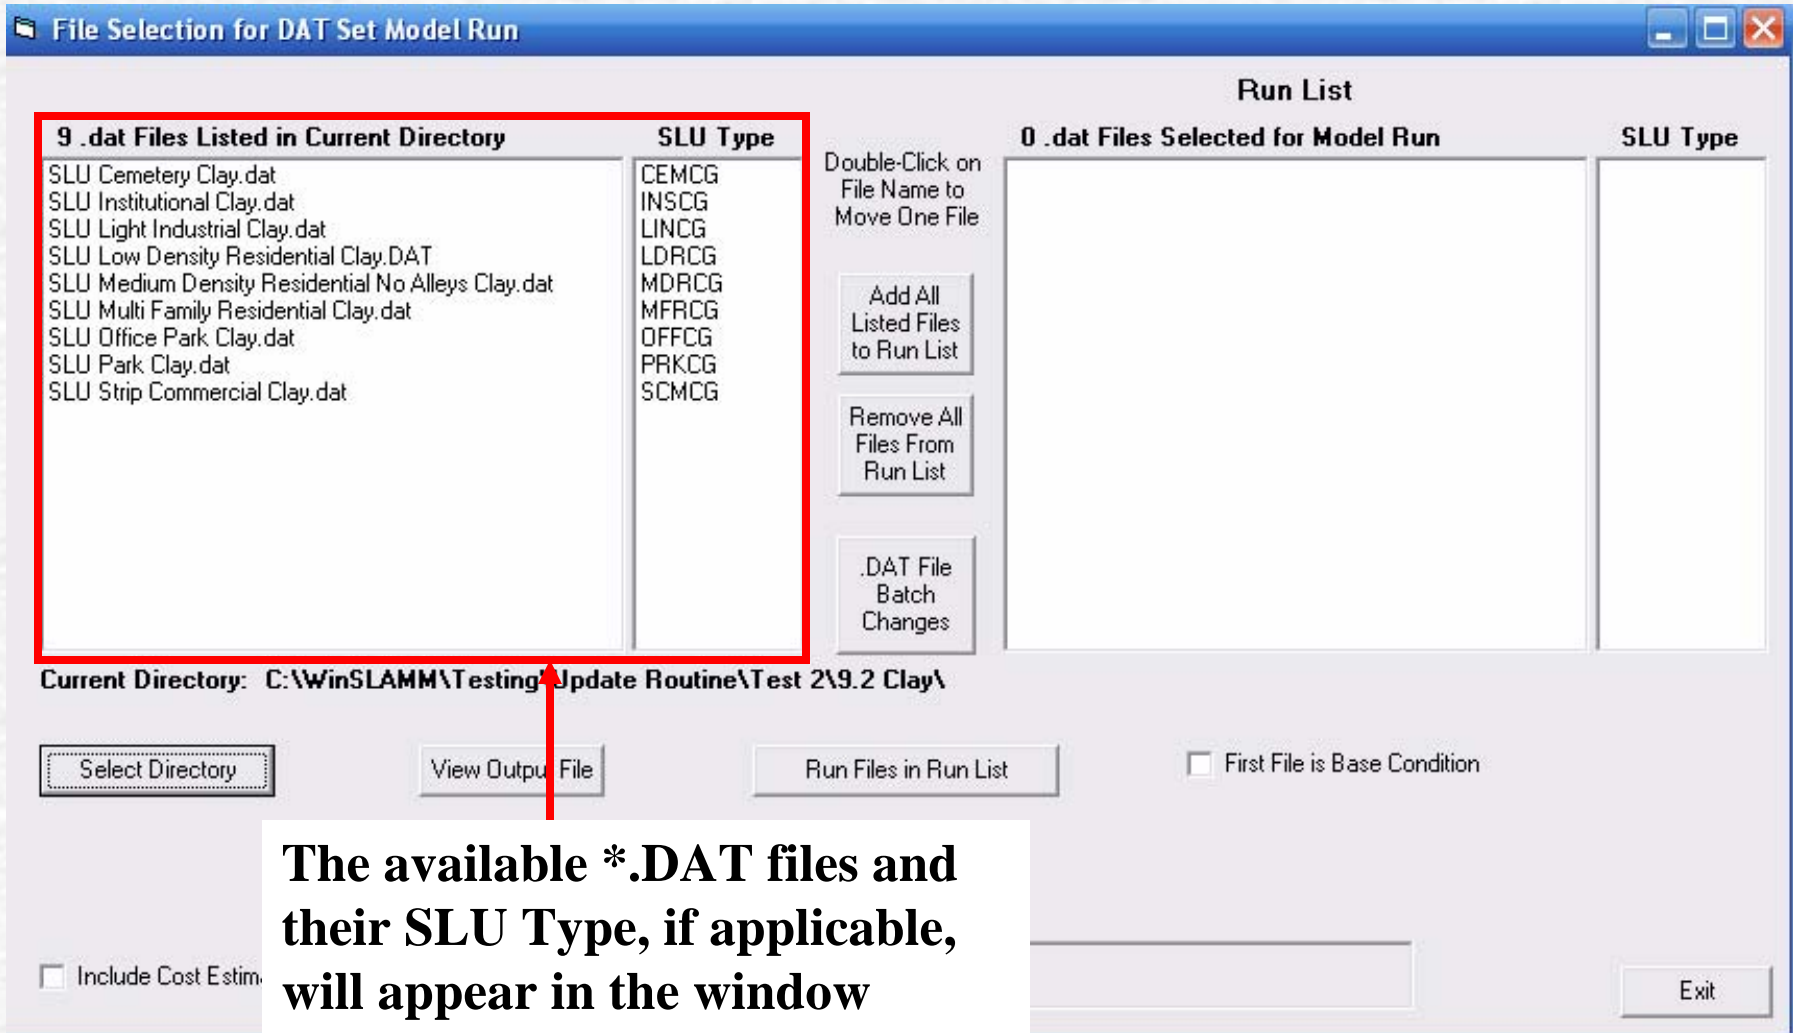 File Selection for DAT Set Model Run
Run List
9 .dat Files Listed in Current Directory
SLU Type
SLU Cemetery Clay.dat
CEMCG
SLU Institutional Clay.dat
INSCG
SLU Light Industrial Clay.dat
LINCG
SLU Low Density Residential Clay.DAT
LDRCG
SLU Medium Density Residential No Alleys Clay.dat
MDRCG
SLU Multi Family Residential Clay.dat
MFRCG
SLU Office Park Clay.dat
OFFCG
SLU Park Clay.dat
PRKCG
SLU Strip Commercial Clay.dat
SCMCG
Double-Click on
File Name to
Move One File
Add All
Listed Files
to Run List
Remove All
Files From
Run List
.DAT File
Batch
Changes
0 .dat Files Selected for Model Run
SLU Type
Current Directory: C:\WinSLAMM\Testing\Update Routine\Test 2\9.2 Clay\
Select Directory
View Output File
Run Files in Run List
First File is Base Condition
The available *.DAT files and
their SLU Type, if applicable,
will appear in the window
Include Cost Estim
Exit